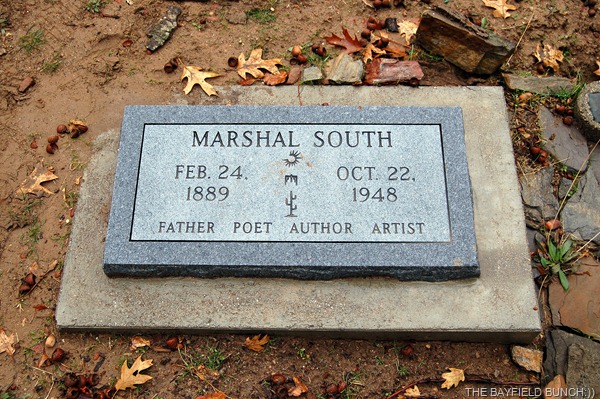 MARSHAL SOUTH
FEB. 24, 1889
OCT. 22, 1948
FATHER POET AUTHOR ARTIST
THE BAYFIELD BUNCH:))